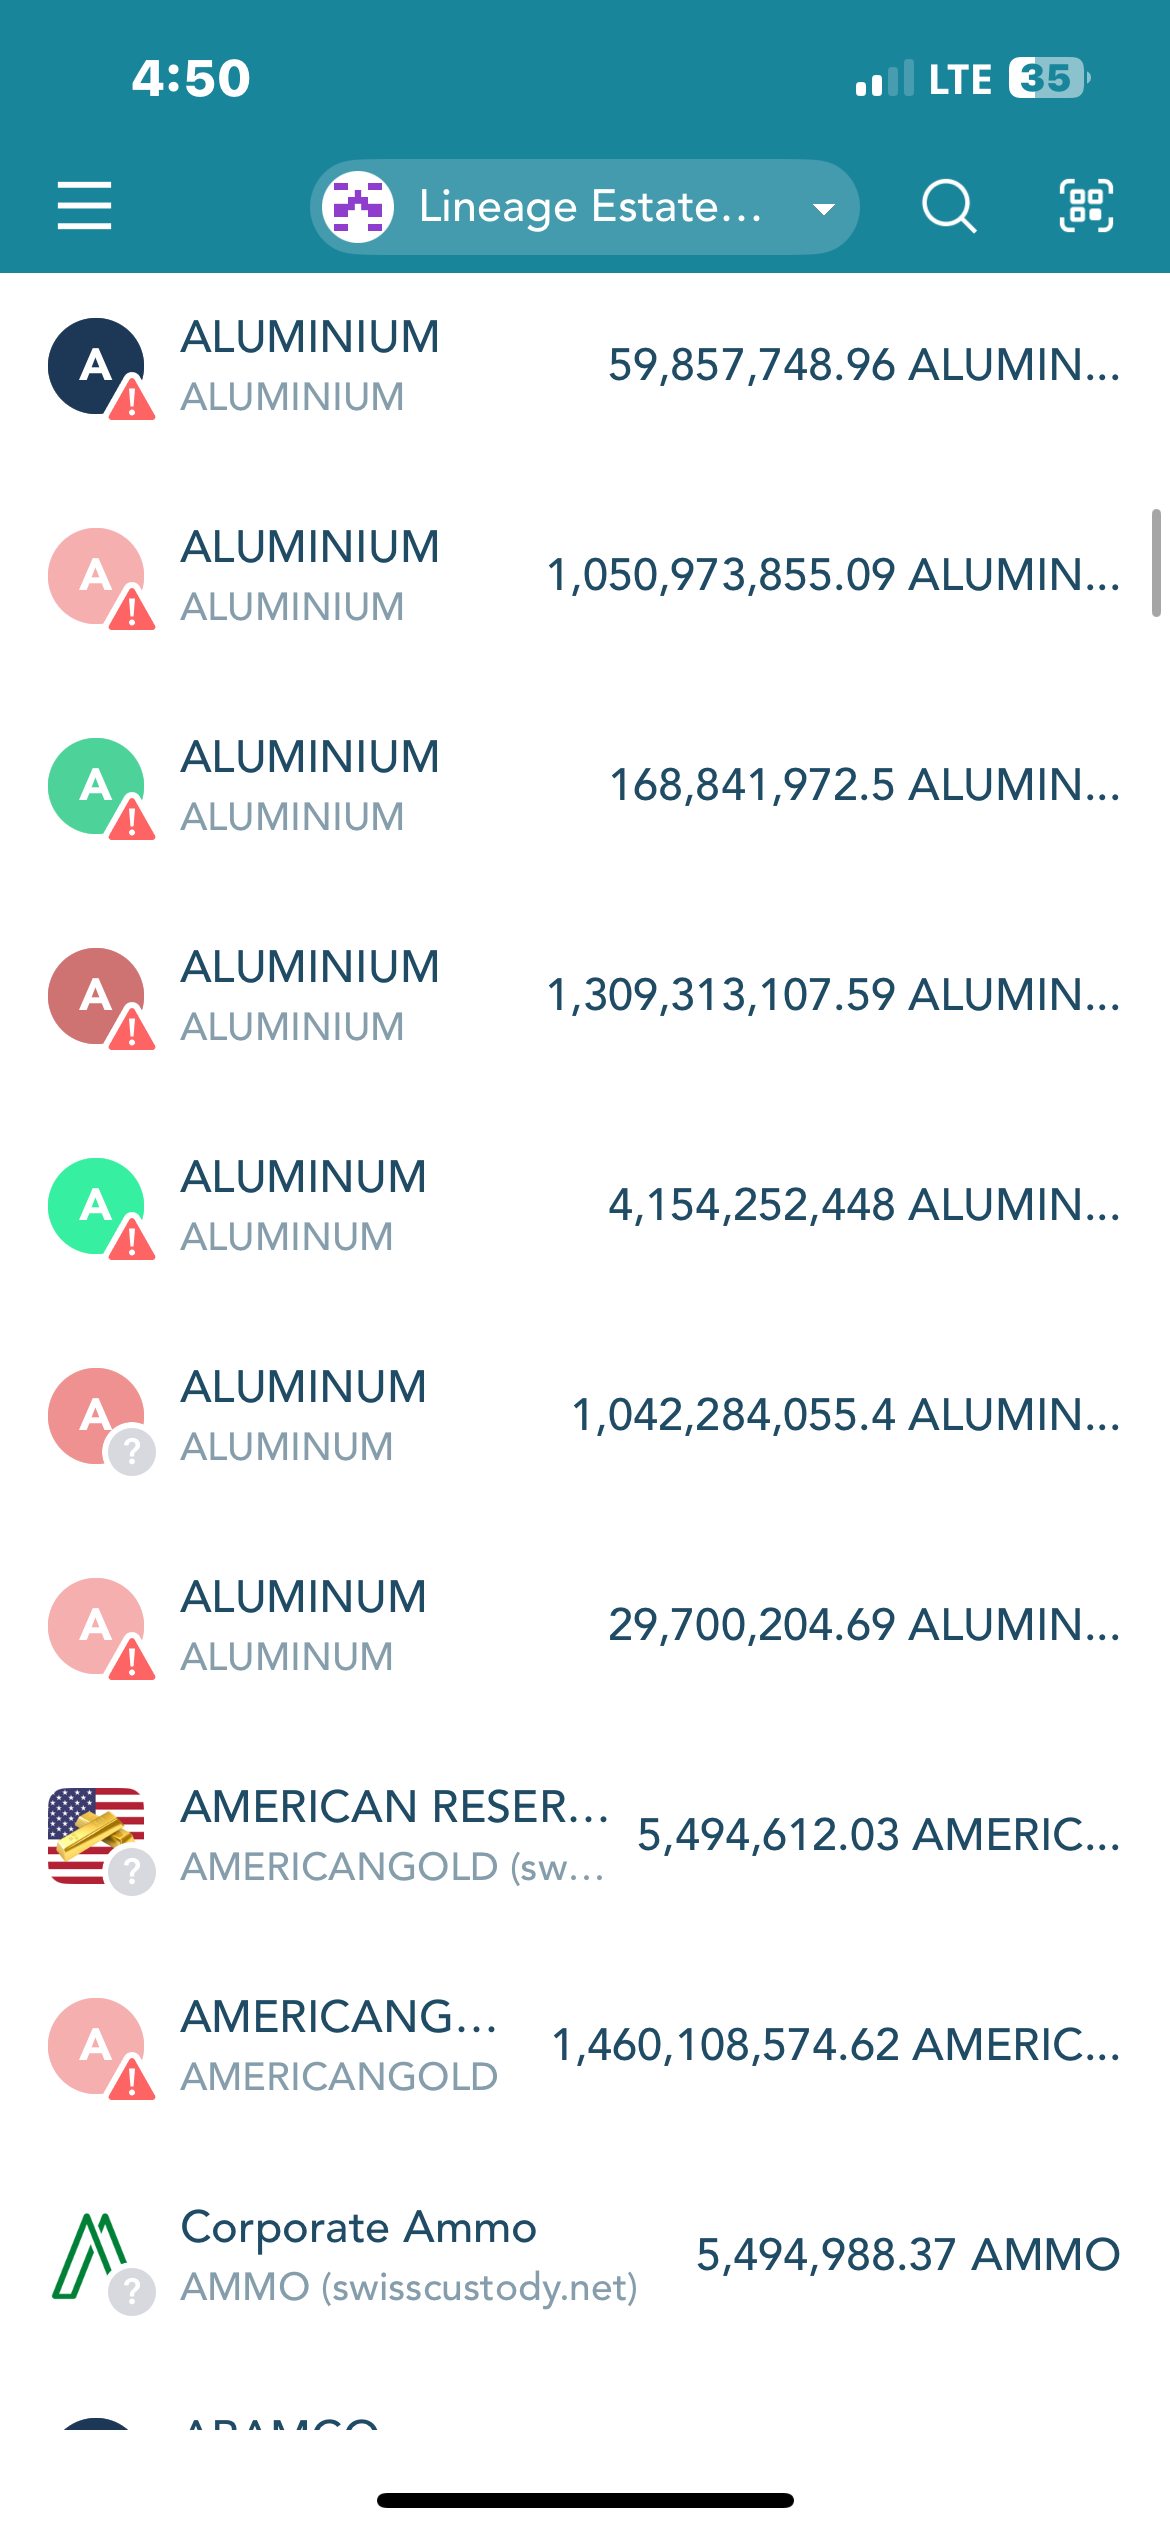 4:50
LTE 35
Lineage Estate...
A ALUMINIUM
ALUMINIUM
59,857,748.96 ALUMIN...
A ALUMINIUM
ALUMINIUM
1,050,973,855.09 ALUMIN...
A ALUMINIUM
ALUMINIUM
168,841,972.5 ALUMIN...
A ALUMINIUM
ALUMINIUM
1,309,313,107.59 ALUMIN...
A ALUMINUM
ALUMINUM
4,154,252,448 ALUMIN...
A ALUMINUM
ALUMINUM
1,042,284,055.4 ALUMIN...
A ALUMINUM
ALUMINUM
29,700,204.69 ALUMIN...
AMERICAN RESER...
AMERICANGOLD (sw...
5,494,612.03 AMERIC...
A AMERICANG...
AMERICANGOLD
1,460,108,574.62 AMERIC...
Corporate Ammo
AMMO (swisscustody.net)
5,494,988.37 AMMO
ARAMCO